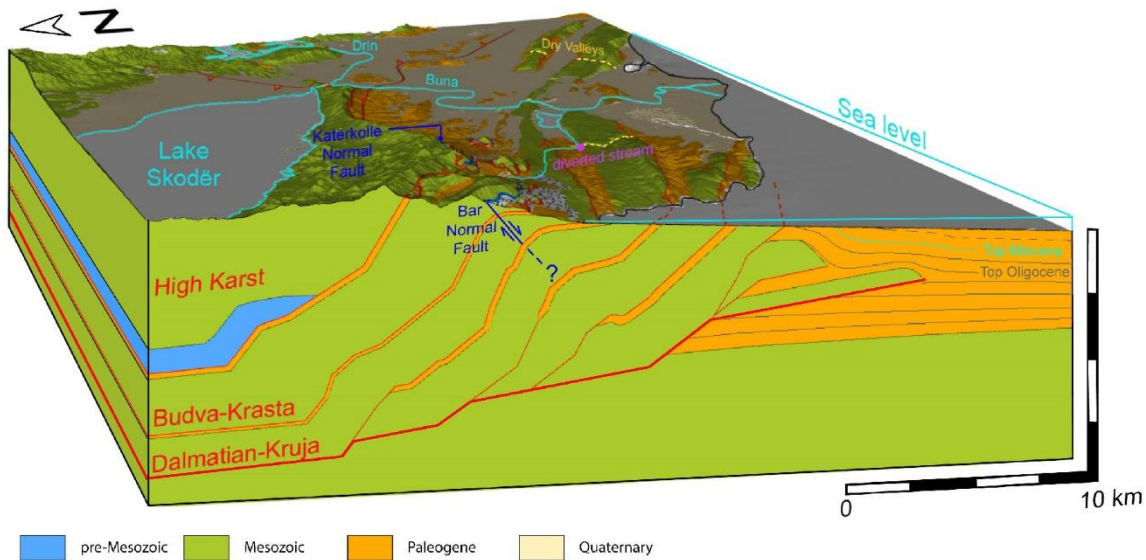 N
Drin
Dry Valleys
Buna
Sea level
Katërkolle
Normal
Fault
Lake
Skodër
diverted stream
Bar
Normal
Fault
?
High Karst
Top Miocene
Top Oligocene
Budva-Krasta
Dalmatian-Kruja
0
10 km
pre-Mesozoic
Mesozoic
Paleogene
Quaternary